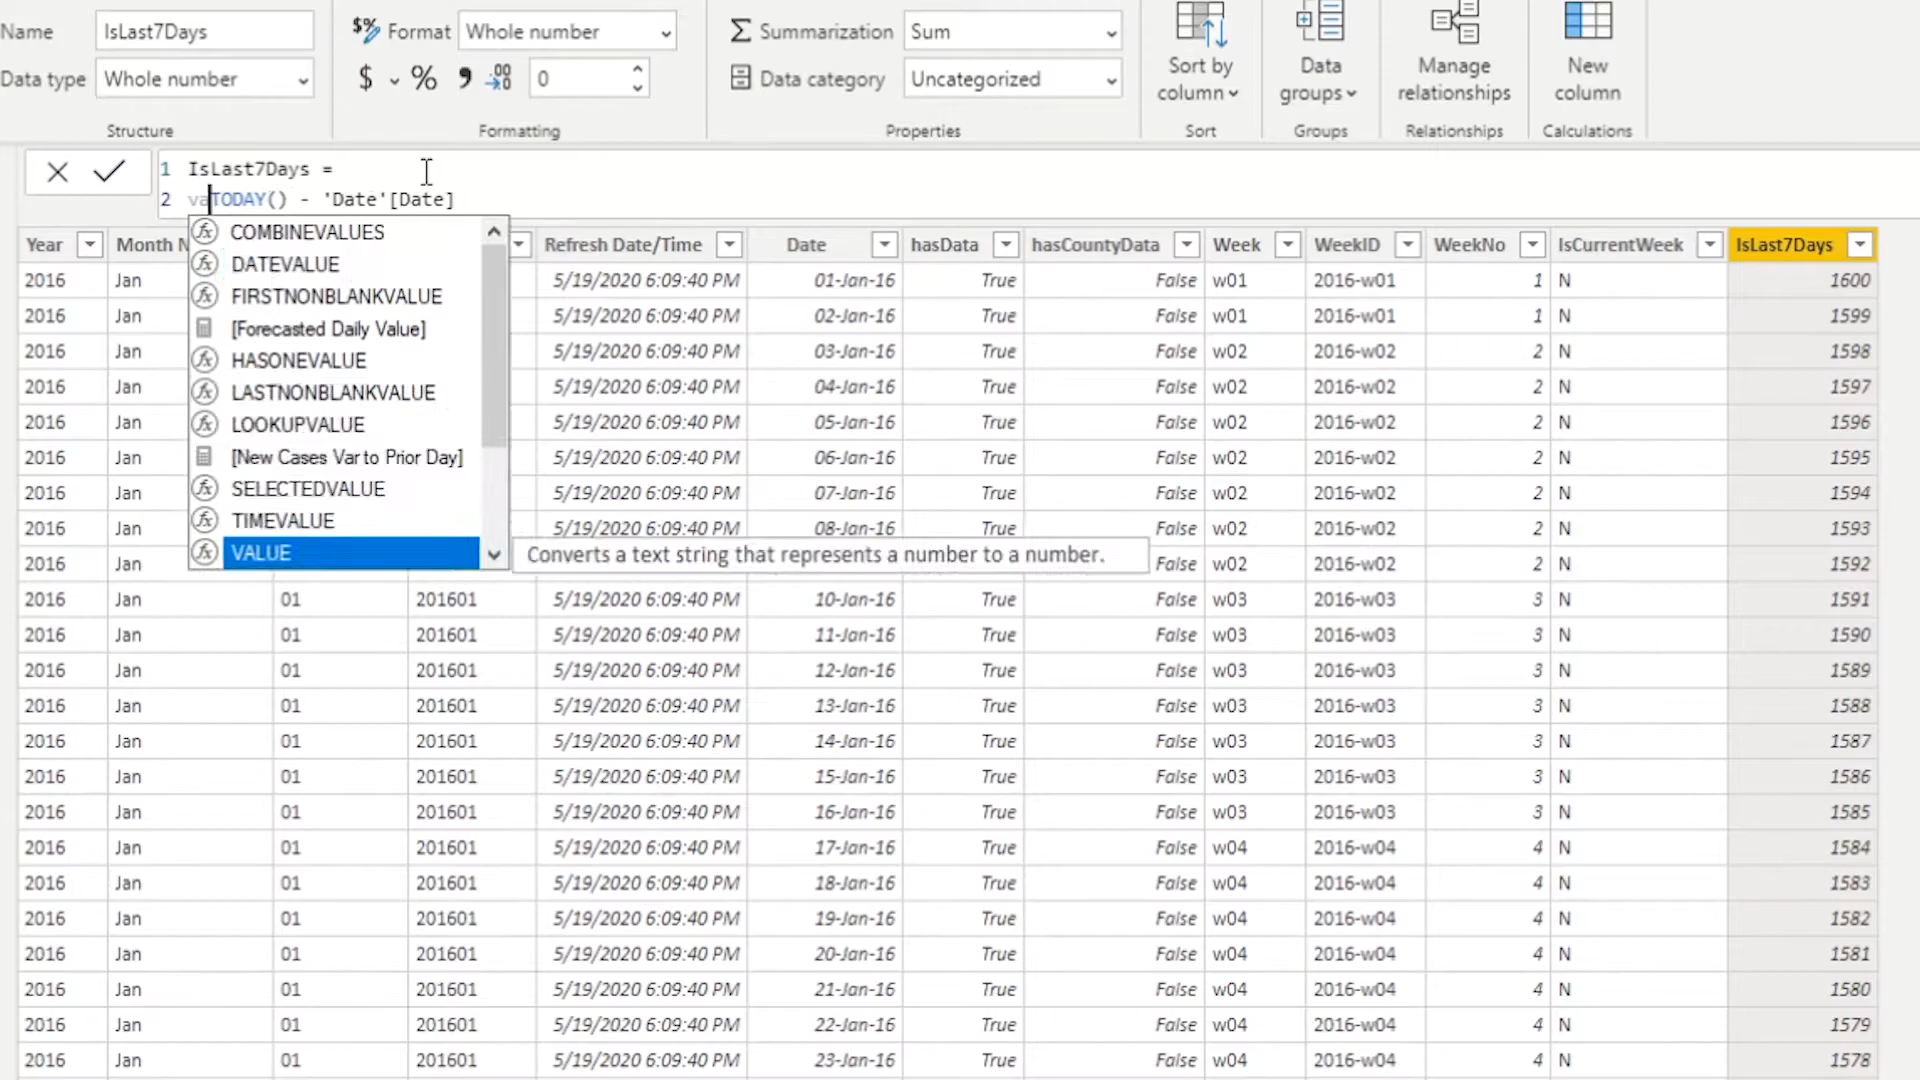 Name IsLast7Days Format Whole number Summarization Sum
Data type Whole number $ % 0 Data category Uncategorized
Sort by column
Data groups
Manage relationships
New column
Structure Formatting Properties Sort Groups Relationships Calculations
1 IsLast7Days =
2 vaTODAY() - 'Date'[Date]
COMBINEVALUES
DATEVALUE
FIRSTNONBLANKVALUE
[Forecasted Daily Value]
HASONEVALUE
LASTNONBLANKVALUE
LOOKUPVALUE
[New Cases Var to Prior Day]
SELECTEDVALUE
TIMEVALUE
VALUE
Converts a text string that represents a number to a number.
Year Month N Refresh Date/Time Date hasData hasCountyData Week WeekID WeekNo IsCurrentWeek IsLast7Days
2016 Jan 5/19/2020 6:09:40 PM 01-Jan-16 True False w01 2016-w01 1 N 1600
2016 Jan 5/19/2020 6:09:40 PM 02-Jan-16 True False w01 2016-w01 1 N 1599
2016 Jan 5/19/2020 6:09:40 PM 03-Jan-16 True False w02 2016-w02 2 N 1598
2016 Jan 5/19/2020 6:09:40 PM 04-Jan-16 True False w02 2016-w02 2 N 1597
2016 Jan 5/19/2020 6:09:40 PM 05-Jan-16 True False w02 2016-w02 2 N 1596
2016 Jan 5/19/2020 6:09:40 PM 06-Jan-16 True False w02 2016-w02 2 N 1595
2016 Jan 5/19/2020 6:09:40 PM 07-Jan-16 True False w02 2016-w02 2 N 1594
2016 Jan 5/19/2020 6:09:40 PM 08-Jan-16 True False w02 2016-w02 2 N 1593
2016 Jan False w02 2016-w02 2 N 1592
2016 Jan 01 201601 5/19/2020 6:09:40 PM 10-Jan-16 True False w03 2016-w03 3 N 1591
2016 Jan 01 201601 5/19/2020 6:09:40 PM 11-Jan-16 True False w03 2016-w03 3 N 1590
2016 Jan 01 201601 5/19/2020 6:09:40 PM 12-Jan-16 True False w03 2016-w03 3 N 1589
2016 Jan 01 201601 5/19/2020 6:09:40 PM 13-Jan-16 True False w03 2016-w03 3 N 1588
2016 Jan 01 201601 5/19/2020 6:09:40 PM 14-Jan-16 True False w03 2016-w03 3 N 1587
2016 Jan 01 201601 5/19/2020 6:09:40 PM 15-Jan-16 True False w03 2016-w03 3 N 1586
2016 Jan 01 201601 5/19/2020 6:09:40 PM 16-Jan-16 True False w03 2016-w03 3 N 1585
2016 Jan 01 201601 5/19/2020 6:09:40 PM 17-Jan-16 True False w04 2016-w04 4 N 1584
2016 Jan 01 201601 5/19/2020 6:09:40 PM 18-Jan-16 True False w04 2016-w04 4 N 1583
2016 Jan 01 201601 5/19/2020 6:09:40 PM 19-Jan-16 True False w04 2016-w04 4 N 1582
2016 Jan 01 201601 5/19/2020 6:09:40 PM 20-Jan-16 True False w04 2016-w04 4 N 1581
2016 Jan 01 201601 5/19/2020 6:09:40 PM 21-Jan-16 True False w04 2016-w04 4 N 1580
2016 Jan 01 201601 5/19/2020 6:09:40 PM 22-Jan-16 True False w04 2016-w04 4 N 1579
2016 Jan 01 201601 5/19/2020 6:09:40 PM 23-Jan-16 True False w04 2016-w04 4 N 1578